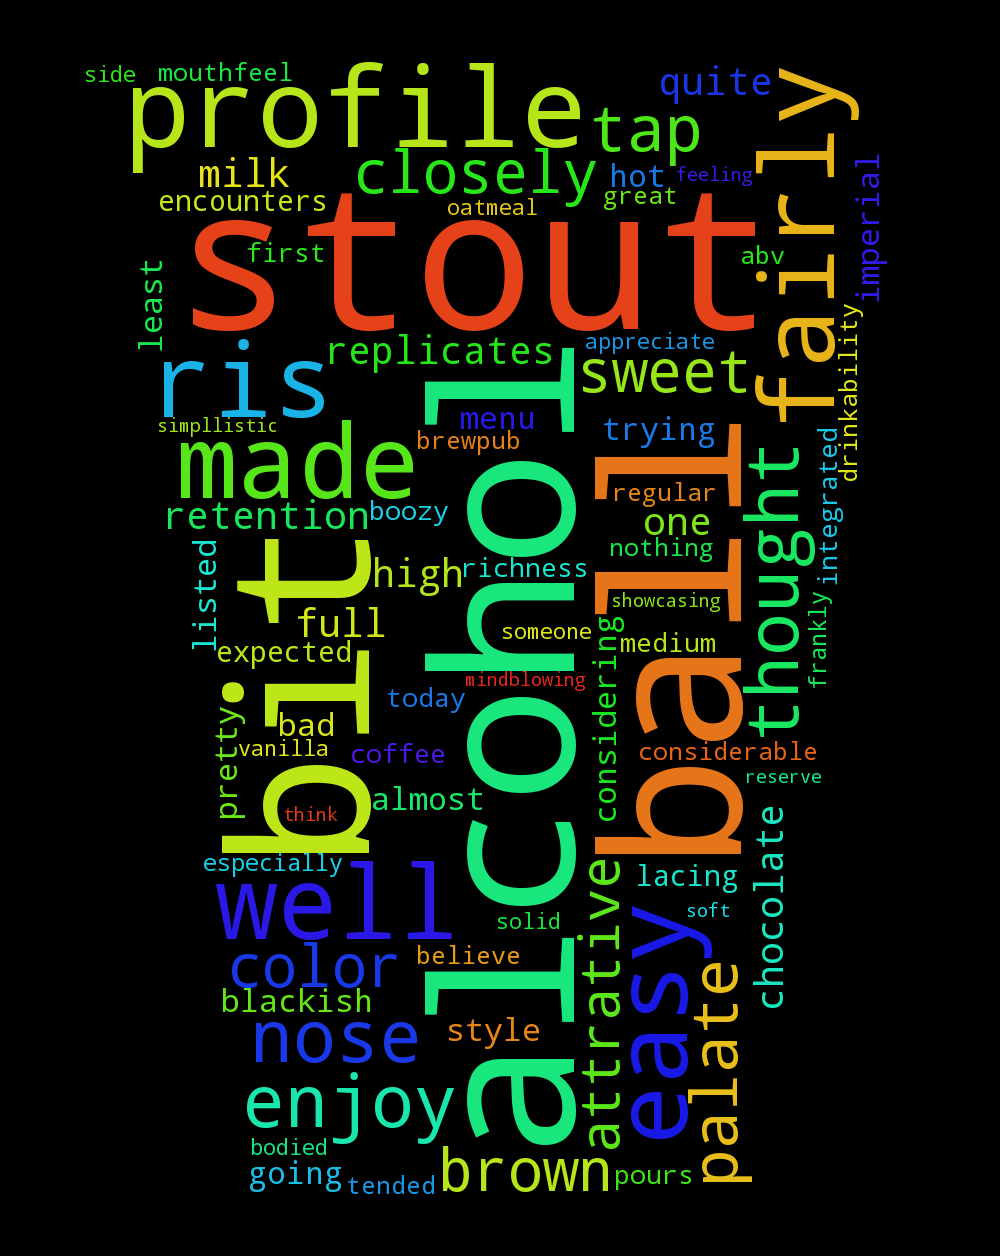 side
mouthfeel
profile
quite
tap
fairly
closely
milk
hot
feeling
imperial
encounters
great
oatmeal
stout
first
abv
least
replicates
appreciate
ris
sweet
drinkability
simpllistic
menu
trying
brewpub
made
alcohol
ball
thought
integrated
regular
retention
boozy
one
nothing
listed
bit
high
richness
showcasing
frankly
full
someone
considering
medium
expected
mindblowing
today
pretty
bad
vanilla
coffee
considerable
reserve
almost
think
chocolate
especially
well
attrative
lacing
soft
easy
solid
color
believe
palate
blackish
nose
style
enjoy
bodied
going
tended
brown
pours